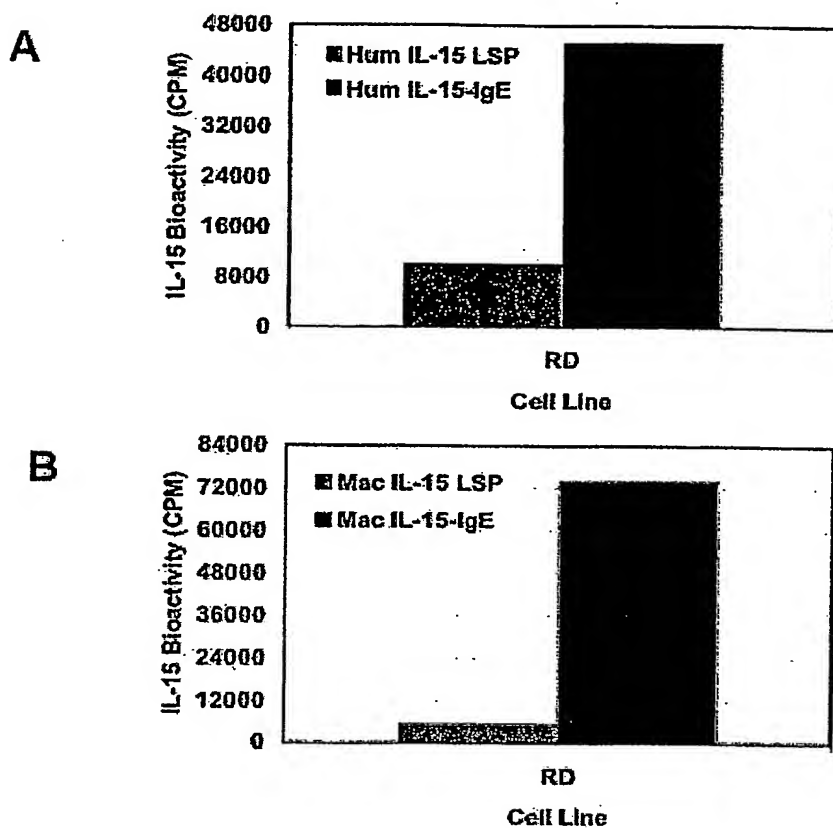 A
IL-15 Bioactivity (CPM)
48000
40000
32000
24000
16000
8000
0
Hum IL-15 LSP
Hum IL-15-IgE
RD
Cell Line
B
IL-15 Bioactivity (CPM)
84000
72000
60000
48000
36000
24000
12000
0
Mac IL-15 LSP
Mac IL-15-IgE
RD
Cell Line